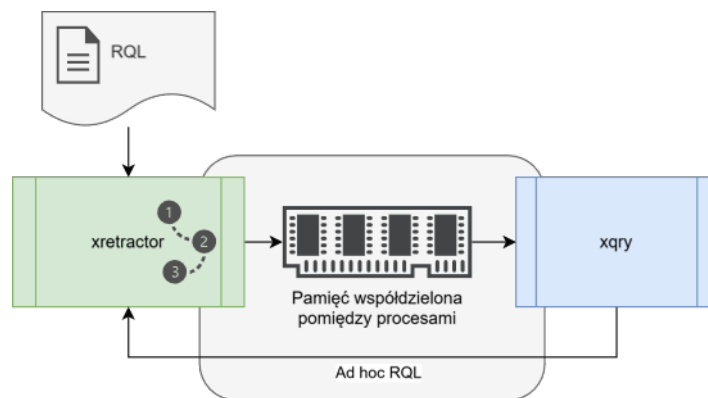 RQL
xretractor
1
2
3
Pamięć współdzielona
pomiędzy procesami
xqry
Ad hoc RQL